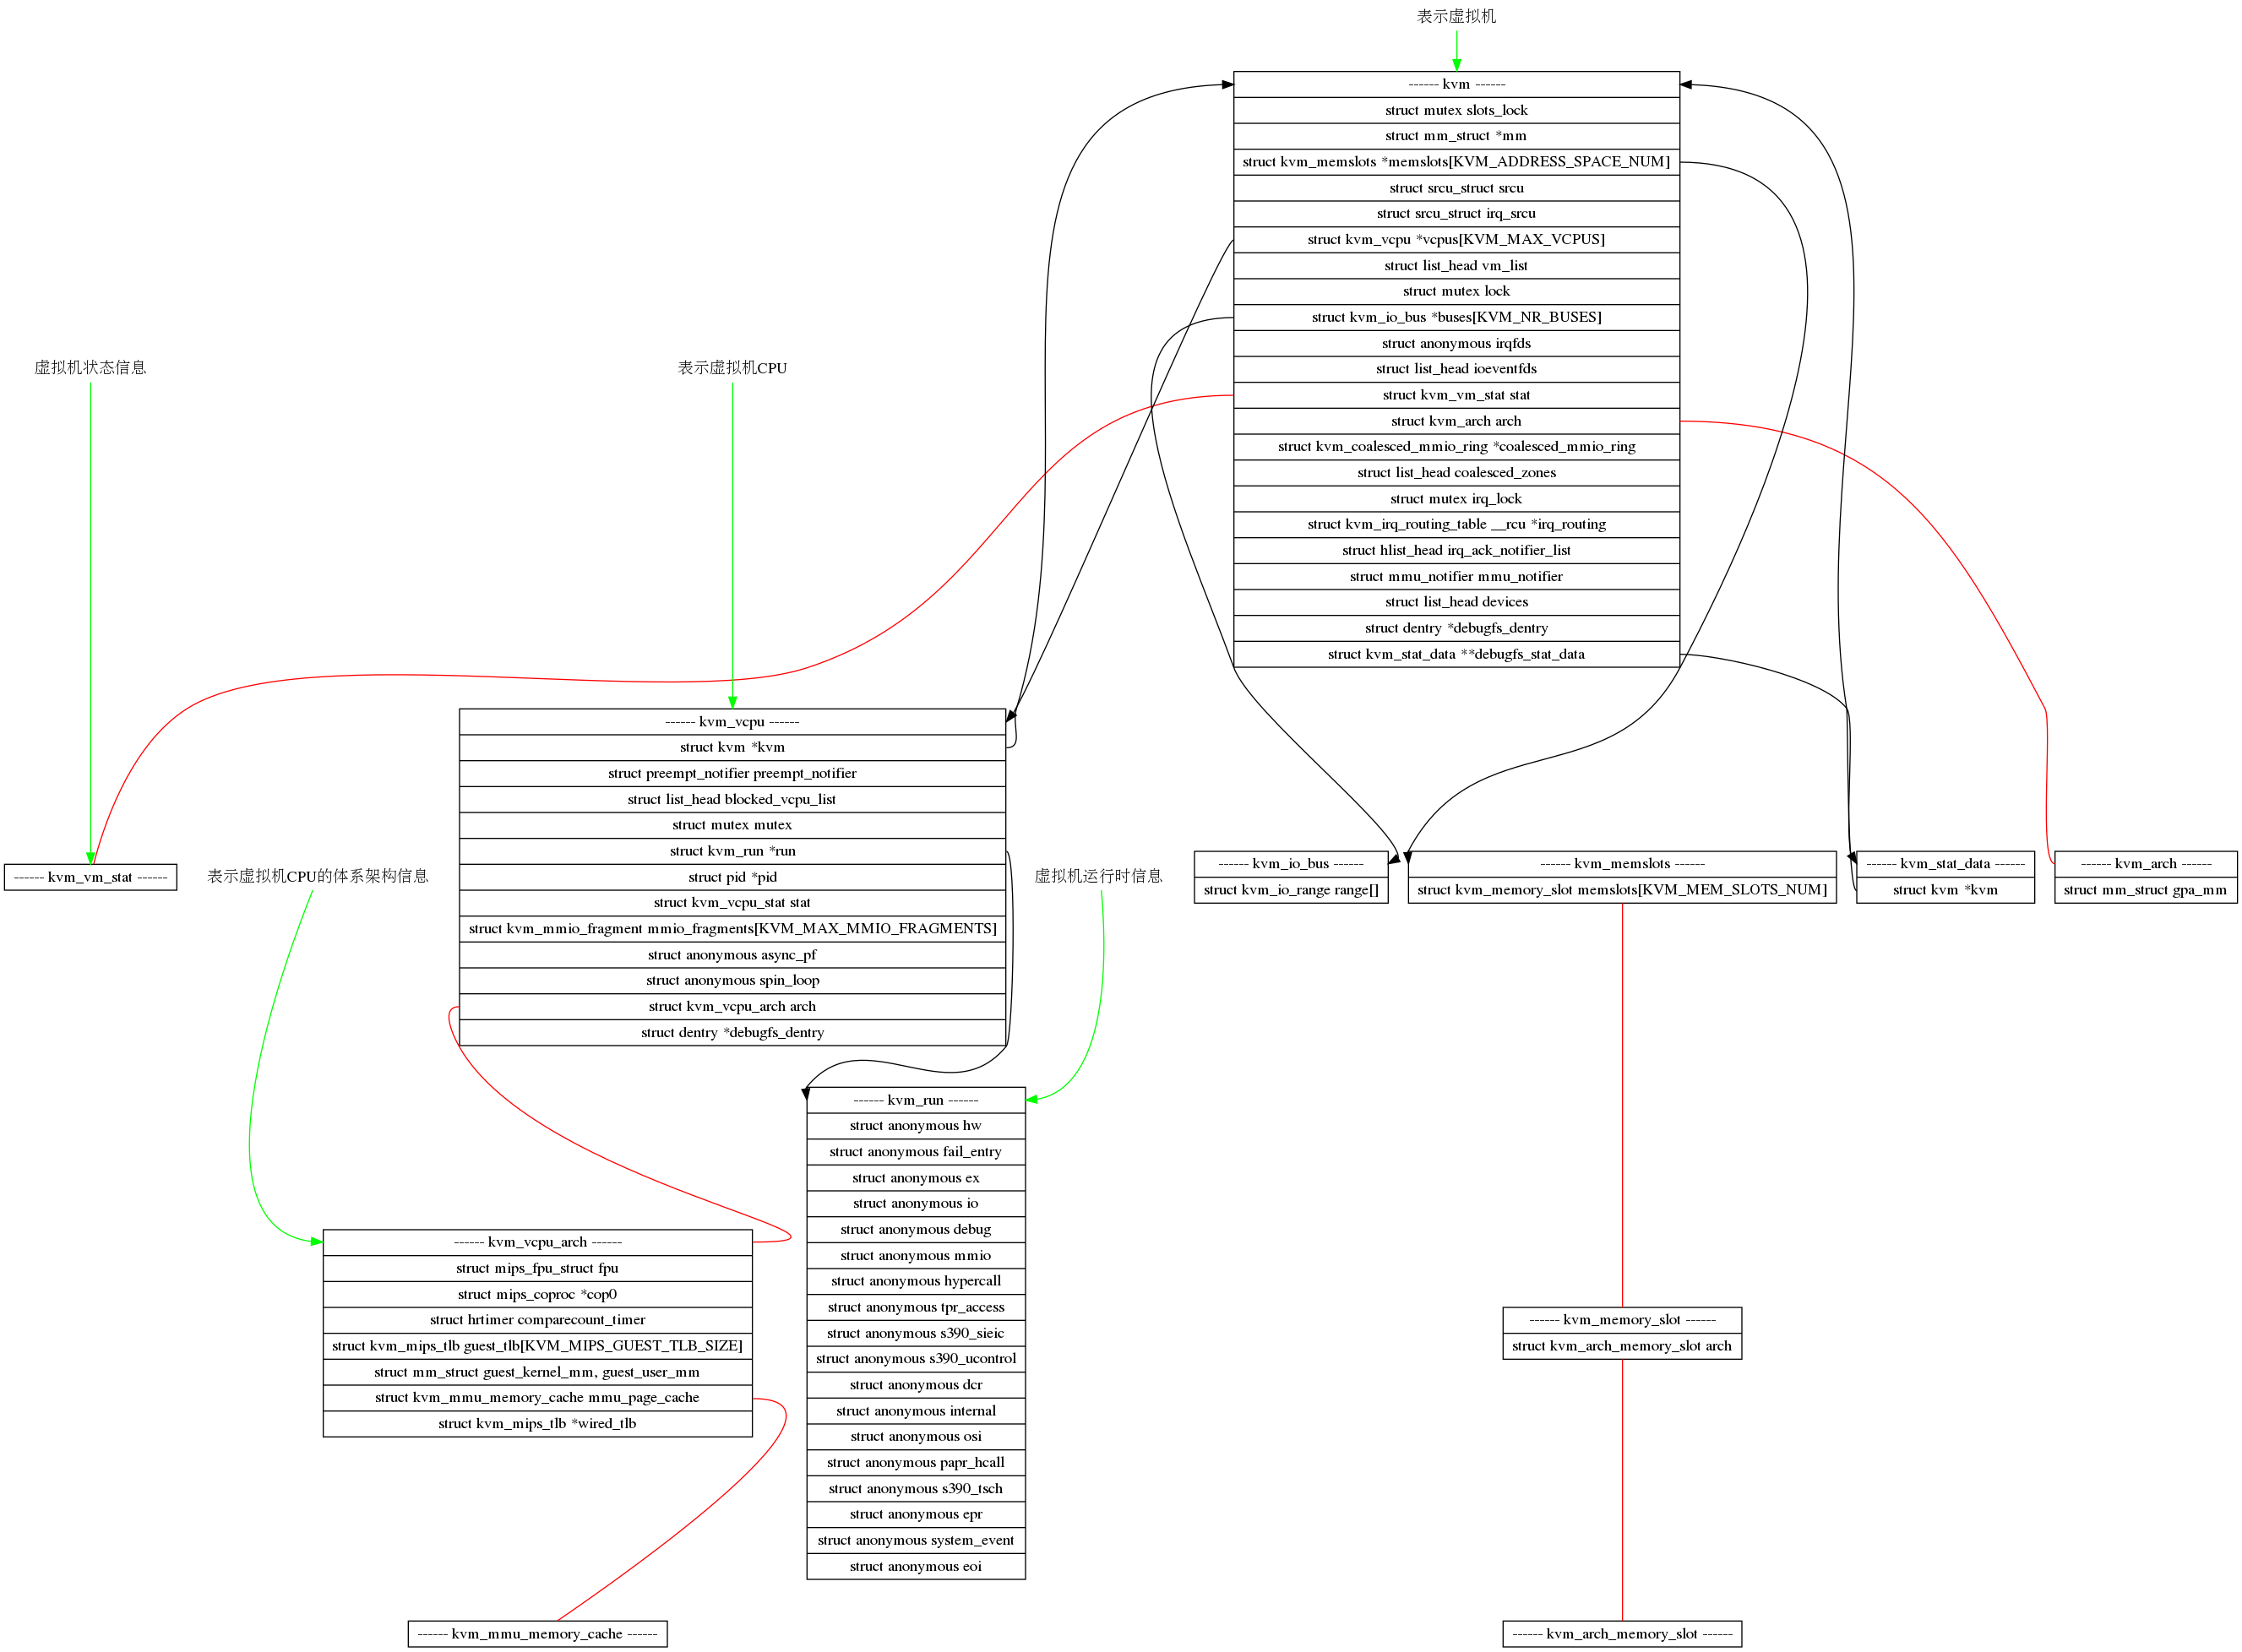 表示虚拟机
------ kvm ------
struct mutex slots_lock
struct mm_struct *mm
struct kvm_memslots *memslots[KVM_ADDRESS_SPACE_NUM]
struct srcu_struct srcu
struct srcu_struct irq_srcu
struct kvm_vcpu *vcpus[KVM_MAX_VCPUS]
struct list_head vm_list
struct mutex lock
struct kvm_io_bus *buses[KVM_NR_BUSES]
struct anonymous irqfds
struct list_head ioeventfds
struct kvm_vm_stat stat
struct kvm_arch arch
struct kvm_coalesced_mmio_ring *coalesced_mmio_ring
struct list_head coalesced_zones
struct mutex irq_lock
struct kvm_irq_routing_table __rcu *irq_routing
struct hlist_head irq_ack_notifier_list
struct mmu_notifier mmu_notifier
struct list_head devices
struct dentry *debugfs_dentry
struct kvm_stat_data **debugfs_stat_data
虚拟机状态信息
表示虚拟机CPU
------ kvm_vcpu ------
struct kvm *kvm
struct preempt_notifier preempt_notifier
struct list_head blocked_vcpu_list
struct mutex mutex
struct kvm_run *run
struct pid *pid
struct kvm_vcpu_stat stat
struct kvm_mmio_fragment mmio_fragments[KVM_MAX_MMIO_FRAGMENTS]
struct anonymous async_pf
struct anonymous spin_loop
struct kvm_vcpu_arch arch
struct dentry *debugfs_dentry
------ kvm_vm_stat ------
表示虚拟机CPU的体系架构信息
虚拟机运行时信息
------ kvm_io_bus ------
struct kvm_io_range range[]
------ kvm_memslots ------
struct kvm_memory_slot memslots[KVM_MEM_SLOTS_NUM]
------ kvm_stat_data ------
struct kvm *kvm
------ kvm_arch ------
struct mm_struct gpa_mm
------ kvm_run ------
struct anonymous hw
struct anonymous fail_entry
struct anonymous ex
struct anonymous io
struct anonymous debug
struct anonymous mmio
struct anonymous hypercall
struct anonymous tpr_access
struct anonymous s390_sieic
struct anonymous s390_ucontrol
struct anonymous dcr
struct anonymous internal
struct anonymous osi
struct anonymous papr_hcall
struct anonymous s390_tsch
struct anonymous epr
struct anonymous system_event
struct anonymous eoi
------ kvm_vcpu_arch ------
struct mips_fpu_struct fpu
struct mips_coproc *cop0
struct hrtimer comparecount_timer
struct kvm_mips_tlb guest_tlb[KVM_MIPS_GUEST_TLB_SIZE]
struct mm_struct guest_kernel_mm, guest_user_mm
struct kvm_mmu_memory_cache mmu_page_cache
struct kvm_mips_tlb *wired_tlb
------ kvm_memory_slot ------
struct kvm_arch_memory_slot arch
------ kvm_mmu_memory_cache ------
------ kvm_arch_memory_slot ------